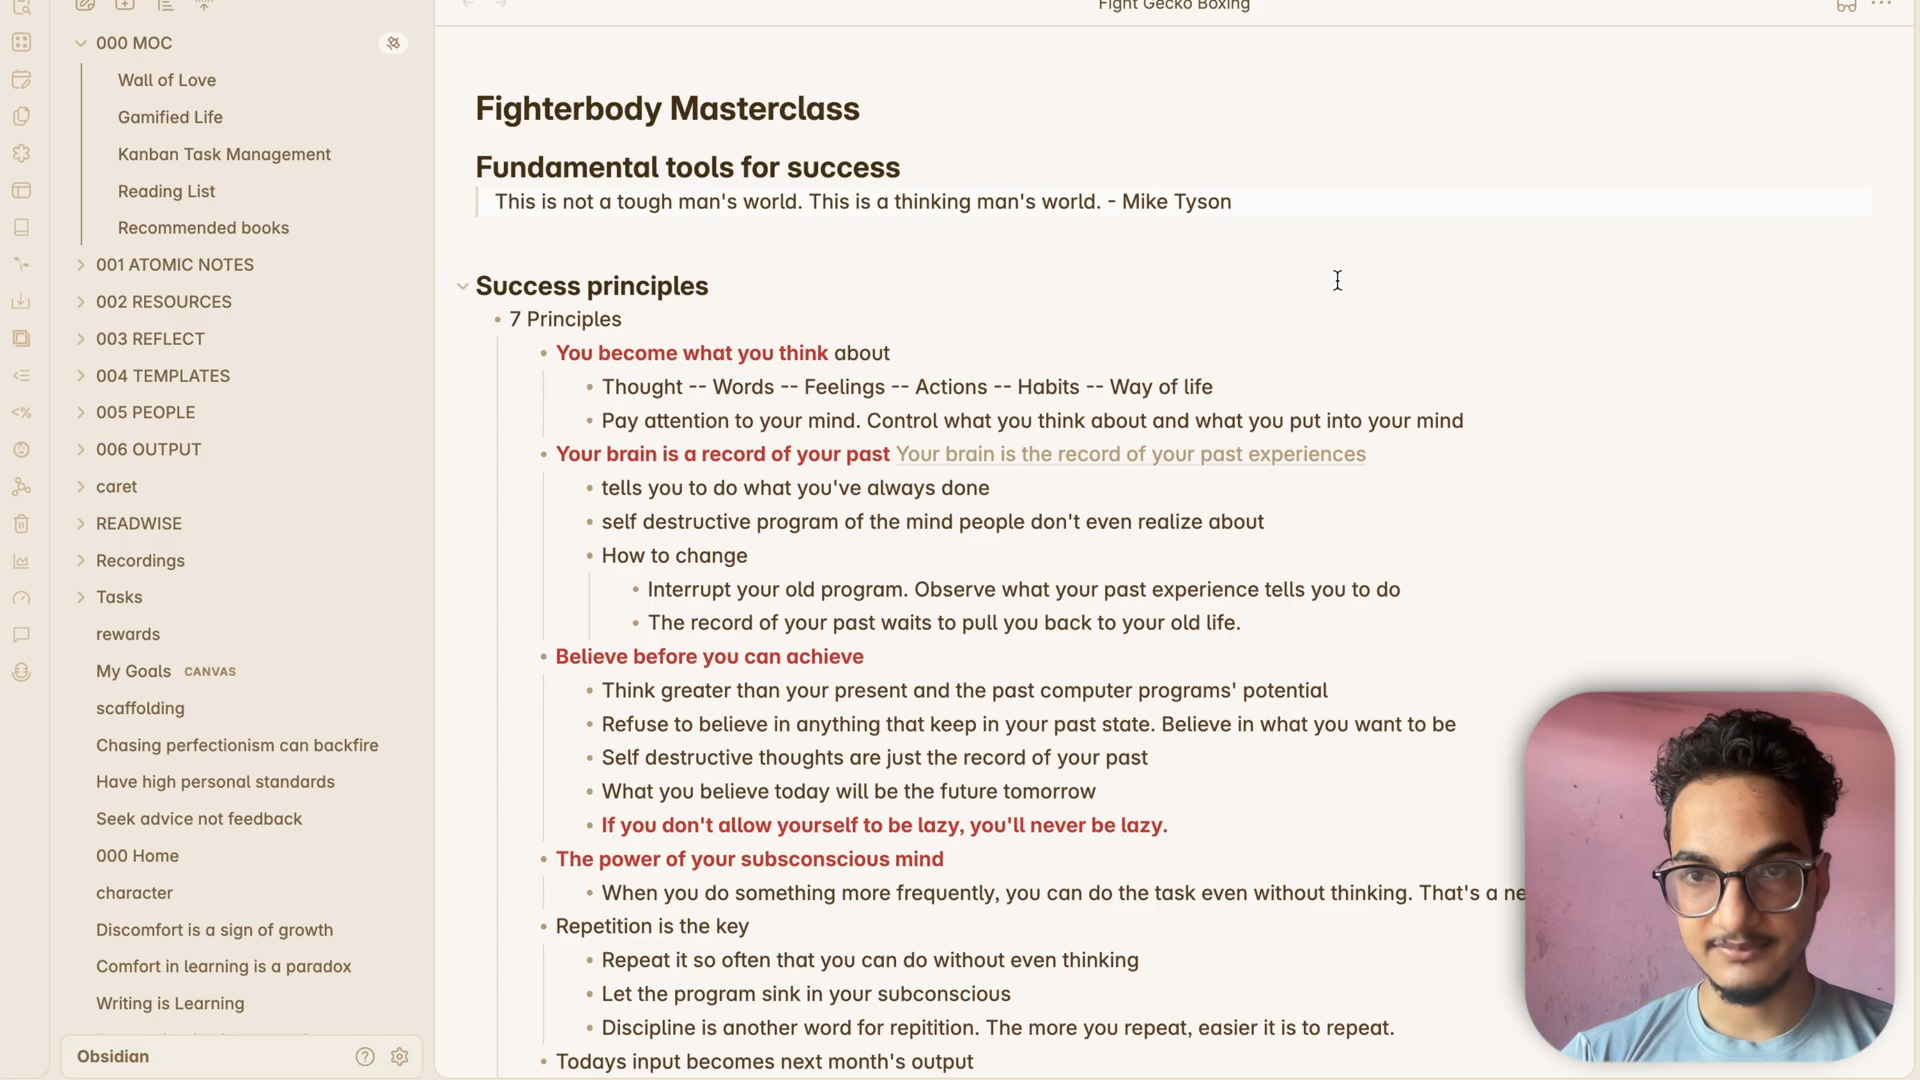 Fight Gecko Boxing
000 MOC
Wall of Love
Gamified Life
Kanban Task Management
Reading List
Recommended books
001 ATOMIC NOTES
002 RESOURCES
003 REFLECT
004 TEMPLATES
005 PEOPLE
006 OUTPUT
caret
READWISE
Recordings
Tasks
rewards
My Goals CANVAS
scaffolding
Chasing perfectionism can backfire
Have high personal standards
Seek advice not feedback
000 Home
character
Discomfort is a sign of growth
Comfort in learning is a paradox
Writing is Learning
Obsidian
Fighterbody Masterclass
Fundamental tools for success
This is not a tough man's world. This is a thinking man's world. - Mike Tyson
Success principles
7 Principles
You become what you think about
Thought -- Words -- Feelings -- Actions -- Habits -- Way of life
Pay attention to your mind. Control what you think about and what you put into your mind
Your brain is a record of your past Your brain is the record of your past experiences
tells you to do what you've always done
self destructive program of the mind people don't even realize about
How to change
Interrupt your old program. Observe what your past experience tells you to do
The record of your past waits to pull you back to your old life.
Believe before you can achieve
Think greater than your present and the past computer programs' potential
Refuse to believe in anything that keep in your past state. Believe in what you want to be
Self destructive thoughts are just the record of your past
What you believe today will be the future tomorrow
If you don't allow yourself to be lazy, you'll never be lazy.
The power of your subsconscious mind
When you do something more frequently, you can do the task even without thinking. That's a ne
Repetition is the key
Repeat it so often that you can do without even thinking
Let the program sink in your subconscious
Discipline is another word for repitition. The more you repeat, easier it is to repeat.
Todays input becomes next month's output